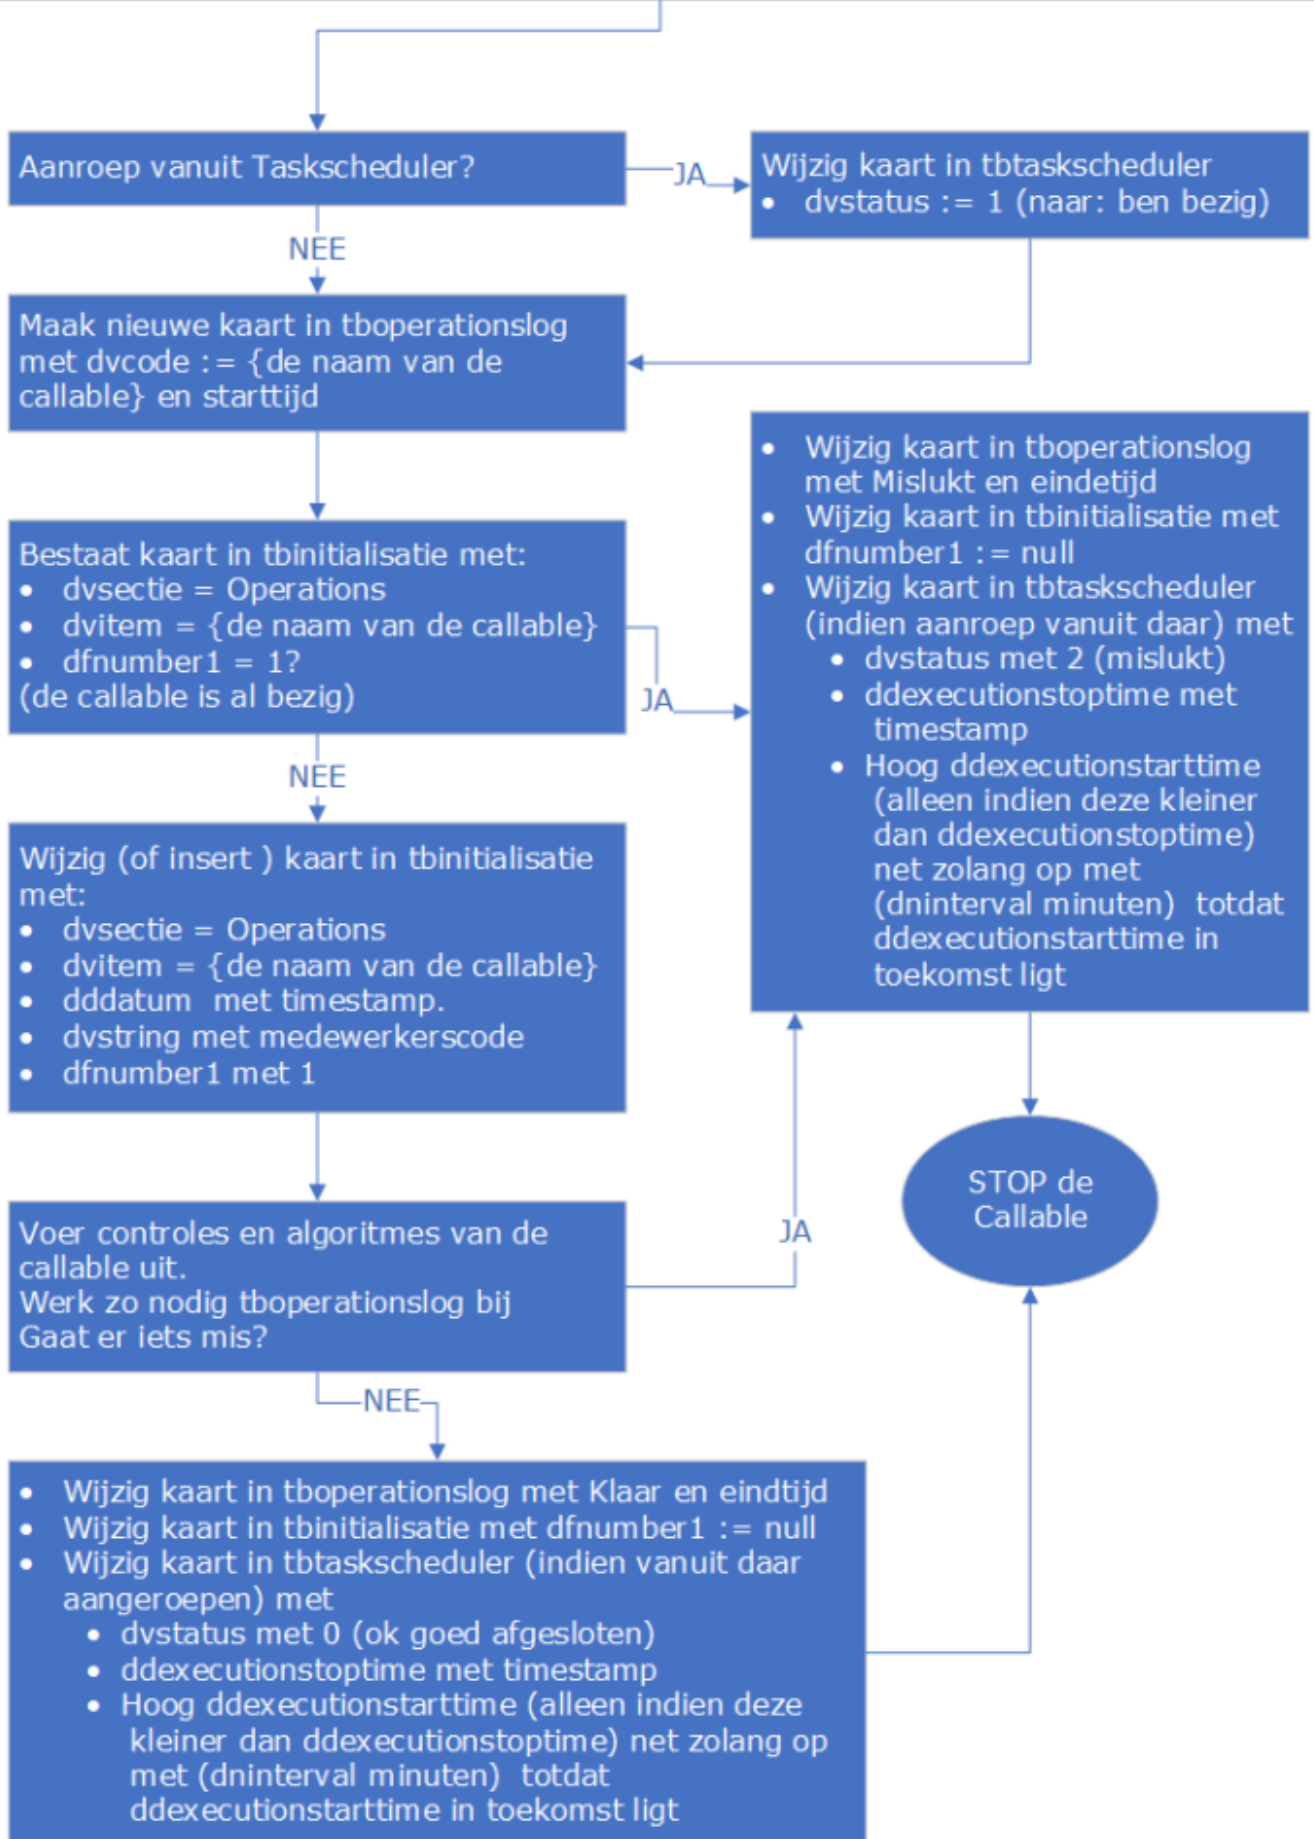 Aanroep vanuit Taskscheduler?
JA
Wijzig kaart in tbtaskscheduler
• dvstatus := 1 (naar: ben bezig)
NEE
Maak nieuwe kaart in tboperationslog
met dvcode := {de naam van de
callable} en starttijd
Bestaat kaart in tbinitialisatie met:
• dvsectie = Operations
• dvitem = {de naam van de callable}
• dfnumber1 = 1?
(de callable is al bezig)
JA
• Wijzig kaart in tboperationslog
met Mislukt en eindetijd
• Wijzig kaart in tbinitialisatie met
dfnumber1 := null
• Wijzig kaart in tbtaskscheduler
(indien aanroep vanuit daar) met
• dvstatus met 2 (mislukt)
• ddexecutionstoptime met
timestamp
• Hoog ddexecutionstarttime
(alleen indien deze kleiner
dan ddexecutionstoptime)
net zolang op met
(dninterval minuten) totdat
ddexecutionstarttime in
toekomst ligt
NEE
Wijzig (of insert ) kaart in tbinitialisatie
met:
• dvsectie = Operations
• dvitem = {de naam van de callable}
• dddatum met timestamp.
• dvstring met medewerkerscode
• dfnumber1 met 1
Voer controles en algoritmes van de
callable uit.
Werk zo nodig tboperationslog bij
Gaat er iets mis?
JA
STOP de
Callable
NEE
• Wijzig kaart in tboperationslog met Klaar en eindtijd
• Wijzig kaart in tbinitialisatie met dfnumber1 := null
• Wijzig kaart in tbtaskscheduler (indien vanuit daar
aangeroepen) met
• dvstatus met 0 (ok goed afgesloten)
• ddexecutionstoptime met timestamp
• Hoog ddexecutionstarttime (alleen indien deze
kleiner dan ddexecutionstoptime) net zolang op
met (dninterval minuten) totdat
ddexecutionstarttime in toekomst ligt